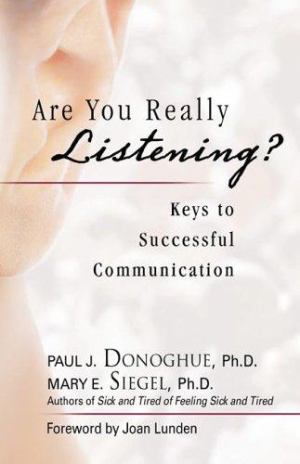 Are You Really
Listening?
Keys to
Successful
Communication
PAUL J. DONOGHUE, Ph.D.
MARY E. SIEGEL, Ph.D.
Authors of Sick and Tired of Feeling Sick and Tired
Foreword by Joan Lunden